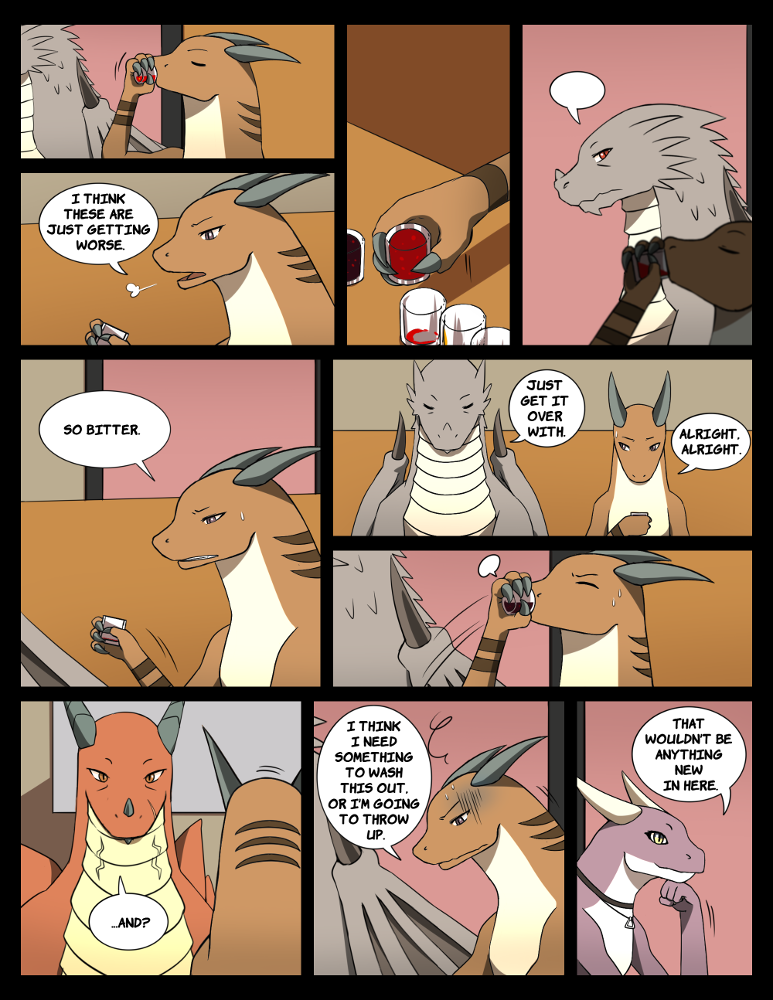 I THINK
THESE ARE
JUST GETTING
WORSE.
SO BITTER.
JUST
GET IT
OVER
WITH.
ALRIGHT,
ALRIGHT.
...AND?
I THINK
I NEED
SOMETHING
TO WASH
THIS OUT,
OR I'M GOING
TO THROW
UP.
THAT
WOULDN'T BE
ANYTHING
NEW
IN HERE.